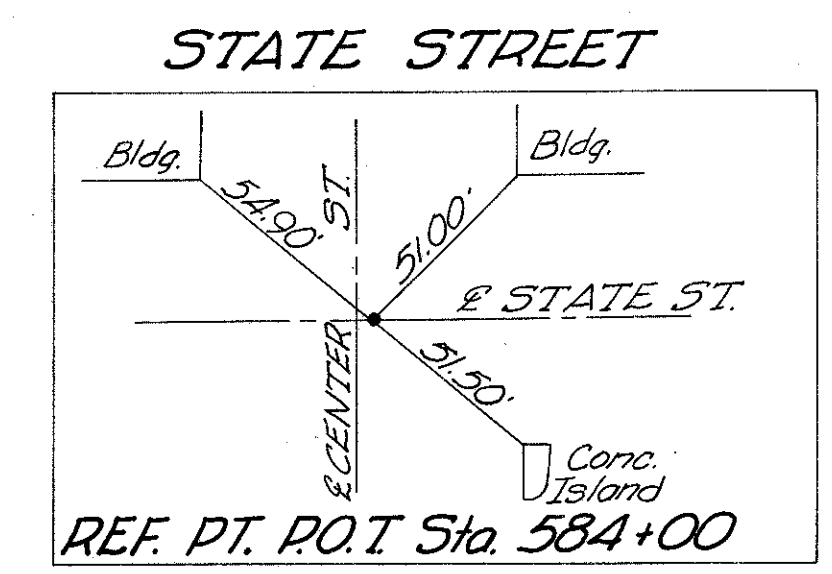 STATE STREET
Bldg.
Bldg.
54.90'
51.00'
℄ CENTER ST.
℄ STATE ST.
51.50'
Conc.
Island
REF. PT. P.O.T. Sta. 584+00